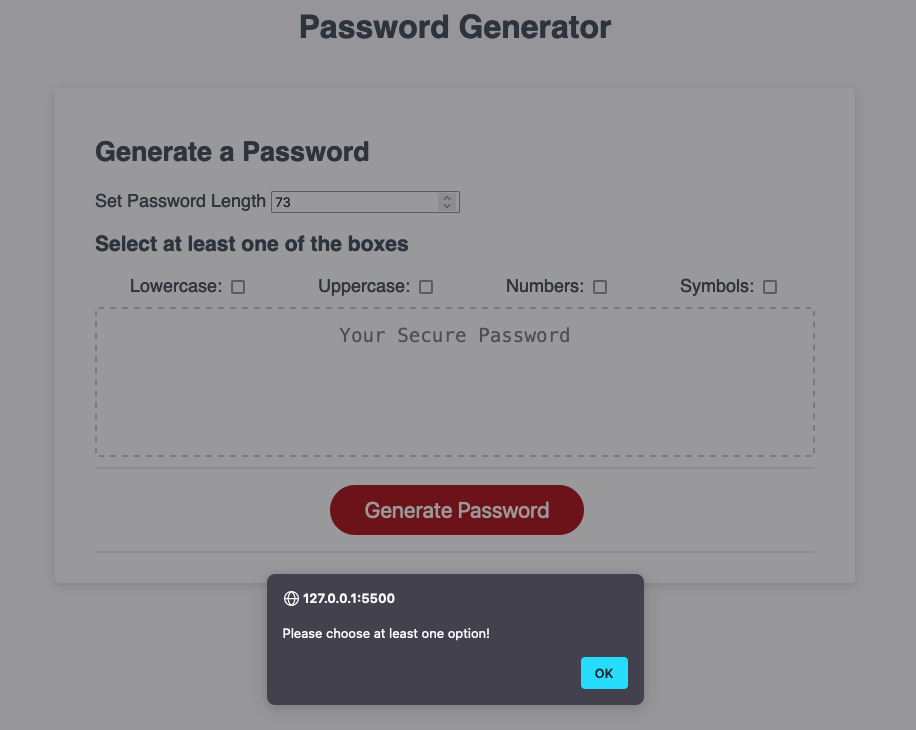 Password Generator
Generate a Password
Set Password Length 73
Select at least one of the boxes
Lowercase: Uppercase: Numbers: Symbols:
Your Secure Password
Generate Password
127.0.0.1:5500
Please choose at least one option!
OK